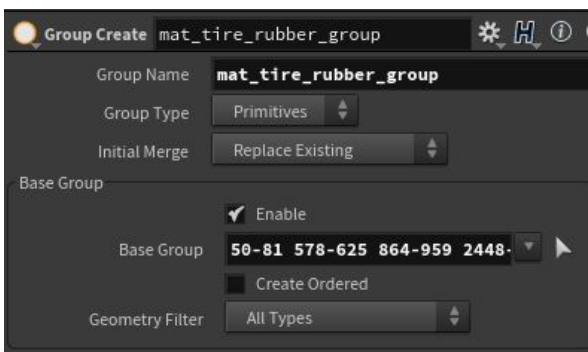 Group Create mat_tire_rubber_group
Group Name mat_tire_rubber_group
Group Type Primitives
Initial Merge Replace Existing
Base Group
Enable
Base Group 50-81 578-625 864-959 2448-
Create Ordered
Geometry Filter All Types